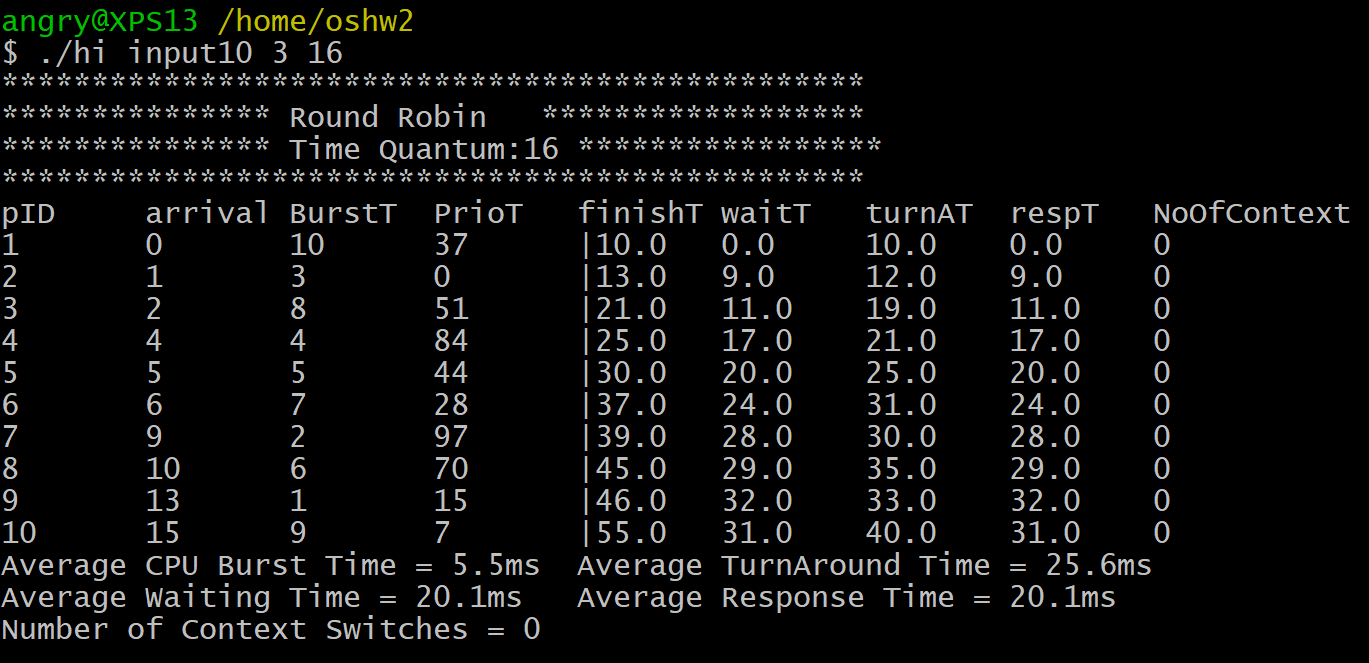 angry@XPS13 /home/oshw2
$ ./hi input10 3 16
************************************************
*************** Round Robin   ******************
*************** Time Quantum:16 *****************
************************************************
pID     arrival BurstT  PrioT   finishT waitT   turnAT  respT   NoOfContext
1       0       10      37      |10.0   0.0     10.0    0.0     0
2       1       3       0       |13.0   9.0     12.0    9.0     0
3       2       8       51      |21.0   11.0    19.0    11.0    0
4       4       4       84      |25.0   17.0    21.0    17.0    0
5       5       5       44      |30.0   20.0    25.0    20.0    0
6       6       7       28      |37.0   24.0    31.0    24.0    0
7       9       2       97      |39.0   28.0    30.0    28.0    0
8       10      6       70      |45.0   29.0    35.0    29.0    0
9       13      1       15      |46.0   32.0    33.0    32.0    0
10      15      9       7       |55.0   31.0    40.0    31.0    0
Average CPU Burst Time = 5.5ms  Average TurnAround Time = 25.6ms
Average Waiting Time = 20.1ms   Average Response Time = 20.1ms
Number of Context Switches = 0